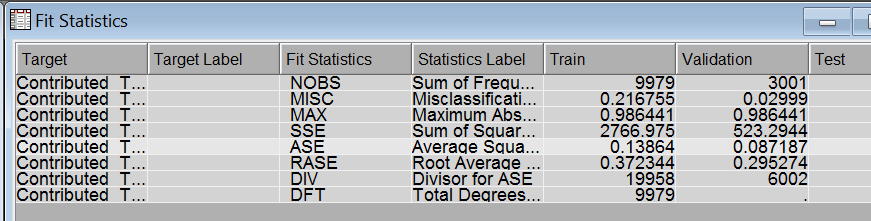 Fit Statistics
Target Target Label Fit Statistics Statistics Label Train Validation Test
Contributed T... NOBS Sum of Frequ... 9979 3001
Contributed T... MISC Misclassificati... 0.216755 0.02999
Contributed T... MAX Maximum Abs... 0.986441 0.986441
Contributed T... SSE Sum of Squar... 2766.975 523.2944
Contributed T... ASE Average Squa... 0.13864 0.087187
Contributed T... RASE Root Average ... 0.372344 0.295274
Contributed T... DIV Divisor for ASE 19958 6002
Contributed T... DFT Total Degrees... 9979 .